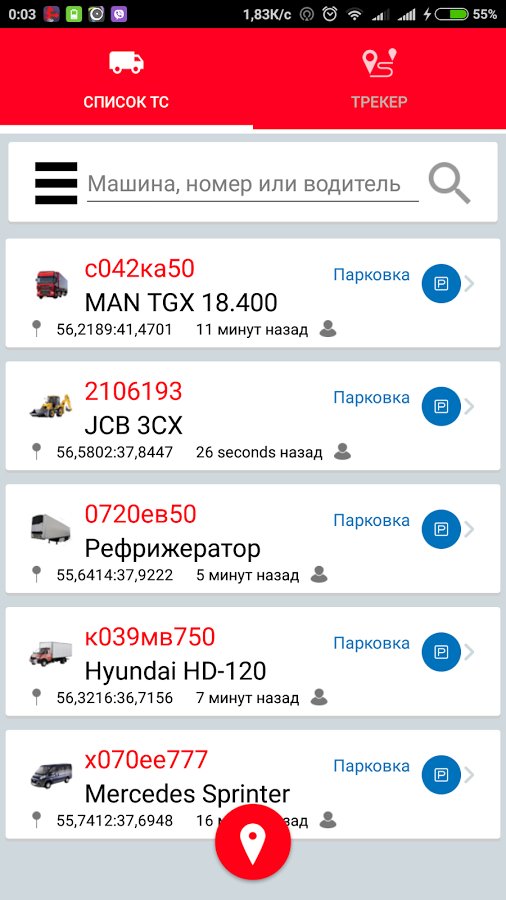 0:03
1,83К/с
55%
СПИСОК ТС
ТРЕКЕР
Машина, номер или водитель
с042ка50
Парковка
MAN TGX 18.400
56,2189:41,4701 11 минут назад
2106193
Парковка
JCB 3CX
56,5802:37,8447 26 seconds назад
0720ев50
Парковка
Рефрижератор
55,6414:37,9222 5 минут назад
к039мв750
Парковка
Hyundai HD-120
56,3216:36,7156 7 минут назад
х070ее777
Парковка
Mercedes Sprinter
55,7412:37,6948 16